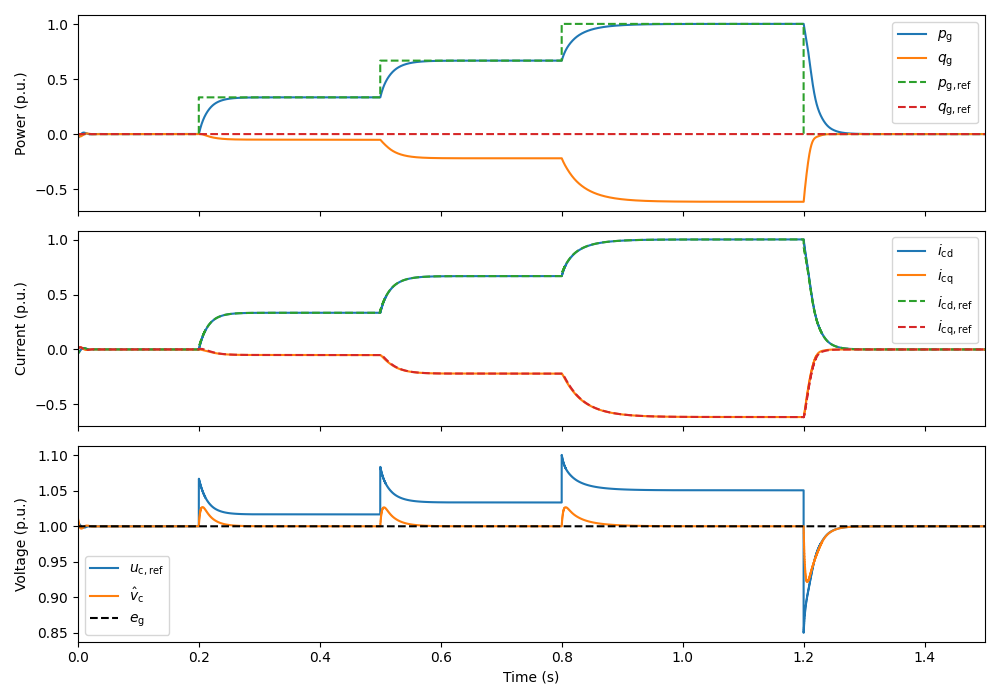 1.0
0.5
0.0
−0.5
Power (p.u.)
p_g
q_g
p_g,ref
q_g,ref
1.0
0.5
0.0
−0.5
Current (p.u.)
i_cd
i_cq
i_cd,ref
i_cq,ref
1.10
1.05
1.00
0.95
0.90
0.85
Voltage (p.u.)
u_c,ref
v̂_c
e_g
0.0 0.2 0.4 0.6 0.8 1.0 1.2 1.4
Time (s)